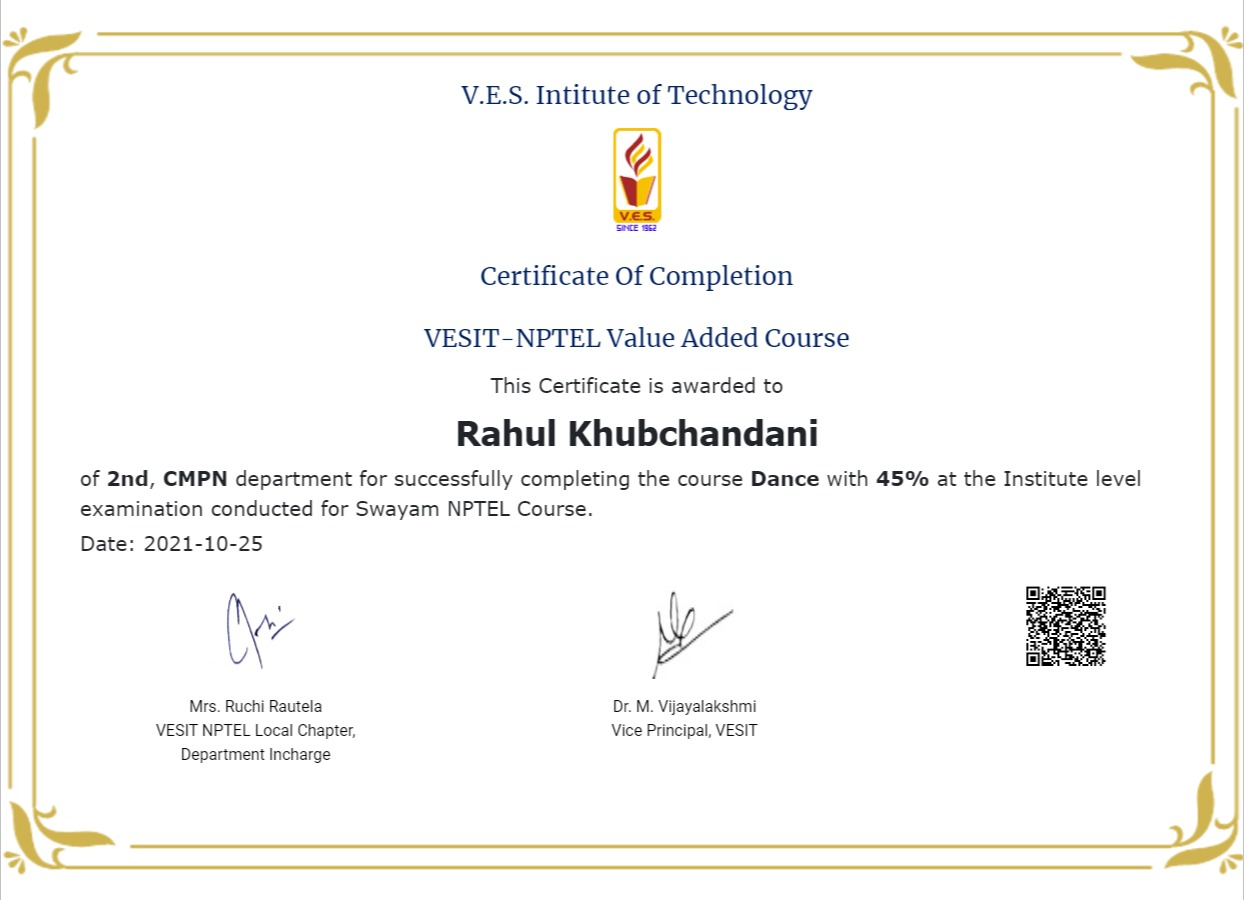 V.E.S. Intitute of Technology
V.E.S.
SINCE 1962
Certificate Of Completion
VESIT-NPTEL Value Added Course
This Certificate is awarded to
Rahul Khubchandani
of 2nd, CMPN department for successfully completing the course Dance with 45% at the Institute level
examination conducted for Swayam NPTEL Course.
Date: 2021-10-25
Mrs. Ruchi Rautela
VESIT NPTEL Local Chapter,
Department Incharge
Dr. M. Vijayalakshmi
Vice Principal, VESIT